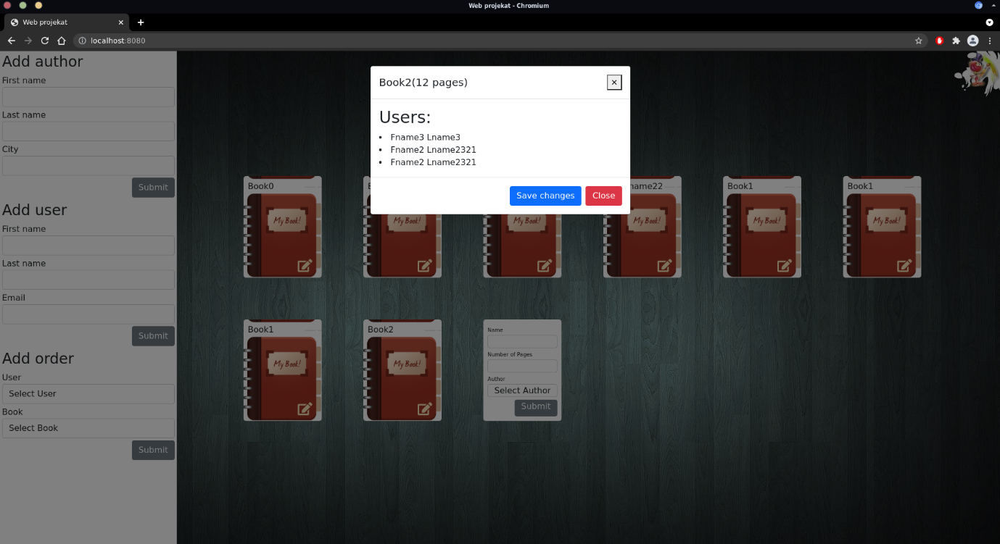 Web projekat - Chromium
Web projekat
localhost:8080
Add author
First name
Last name
City
Submit
Add user
First name
Last name
Email
Submit
Add order
User
Select User
Book
Select Book
Submit
Book2(12 pages)
×
Users:
• Fname3 Lname3
• Fname2 Lname2321
• Fname2 Lname2321
Save changes
Close
Book0
name22
Book1
Book1
My Book!
My Book!
My Book!
My Book!
My Book!
My Book!
Book1
Book2
My Book!
My Book!
Name
Number of Pages
Author
Select Author
Submit